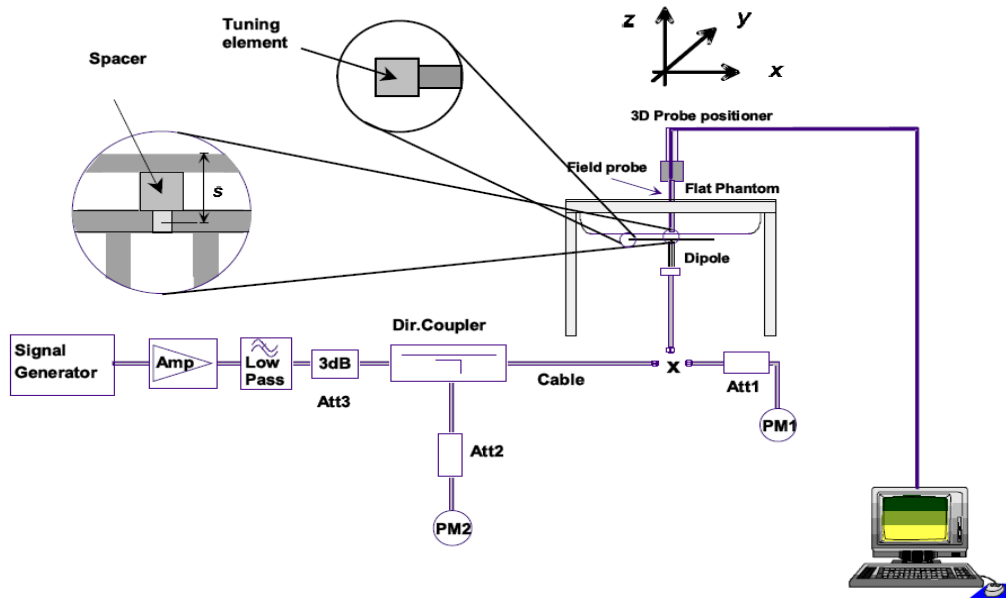 Tuning
element
Spacer
z
y
x
3D Probe positioner
s
Field probe
Flat Phantom
Dipole
Dir.Coupler
Signal
Generator
Amp
Low
Pass
3dB
Att3
Cable
x
Att1
PM1
Att2
PM2